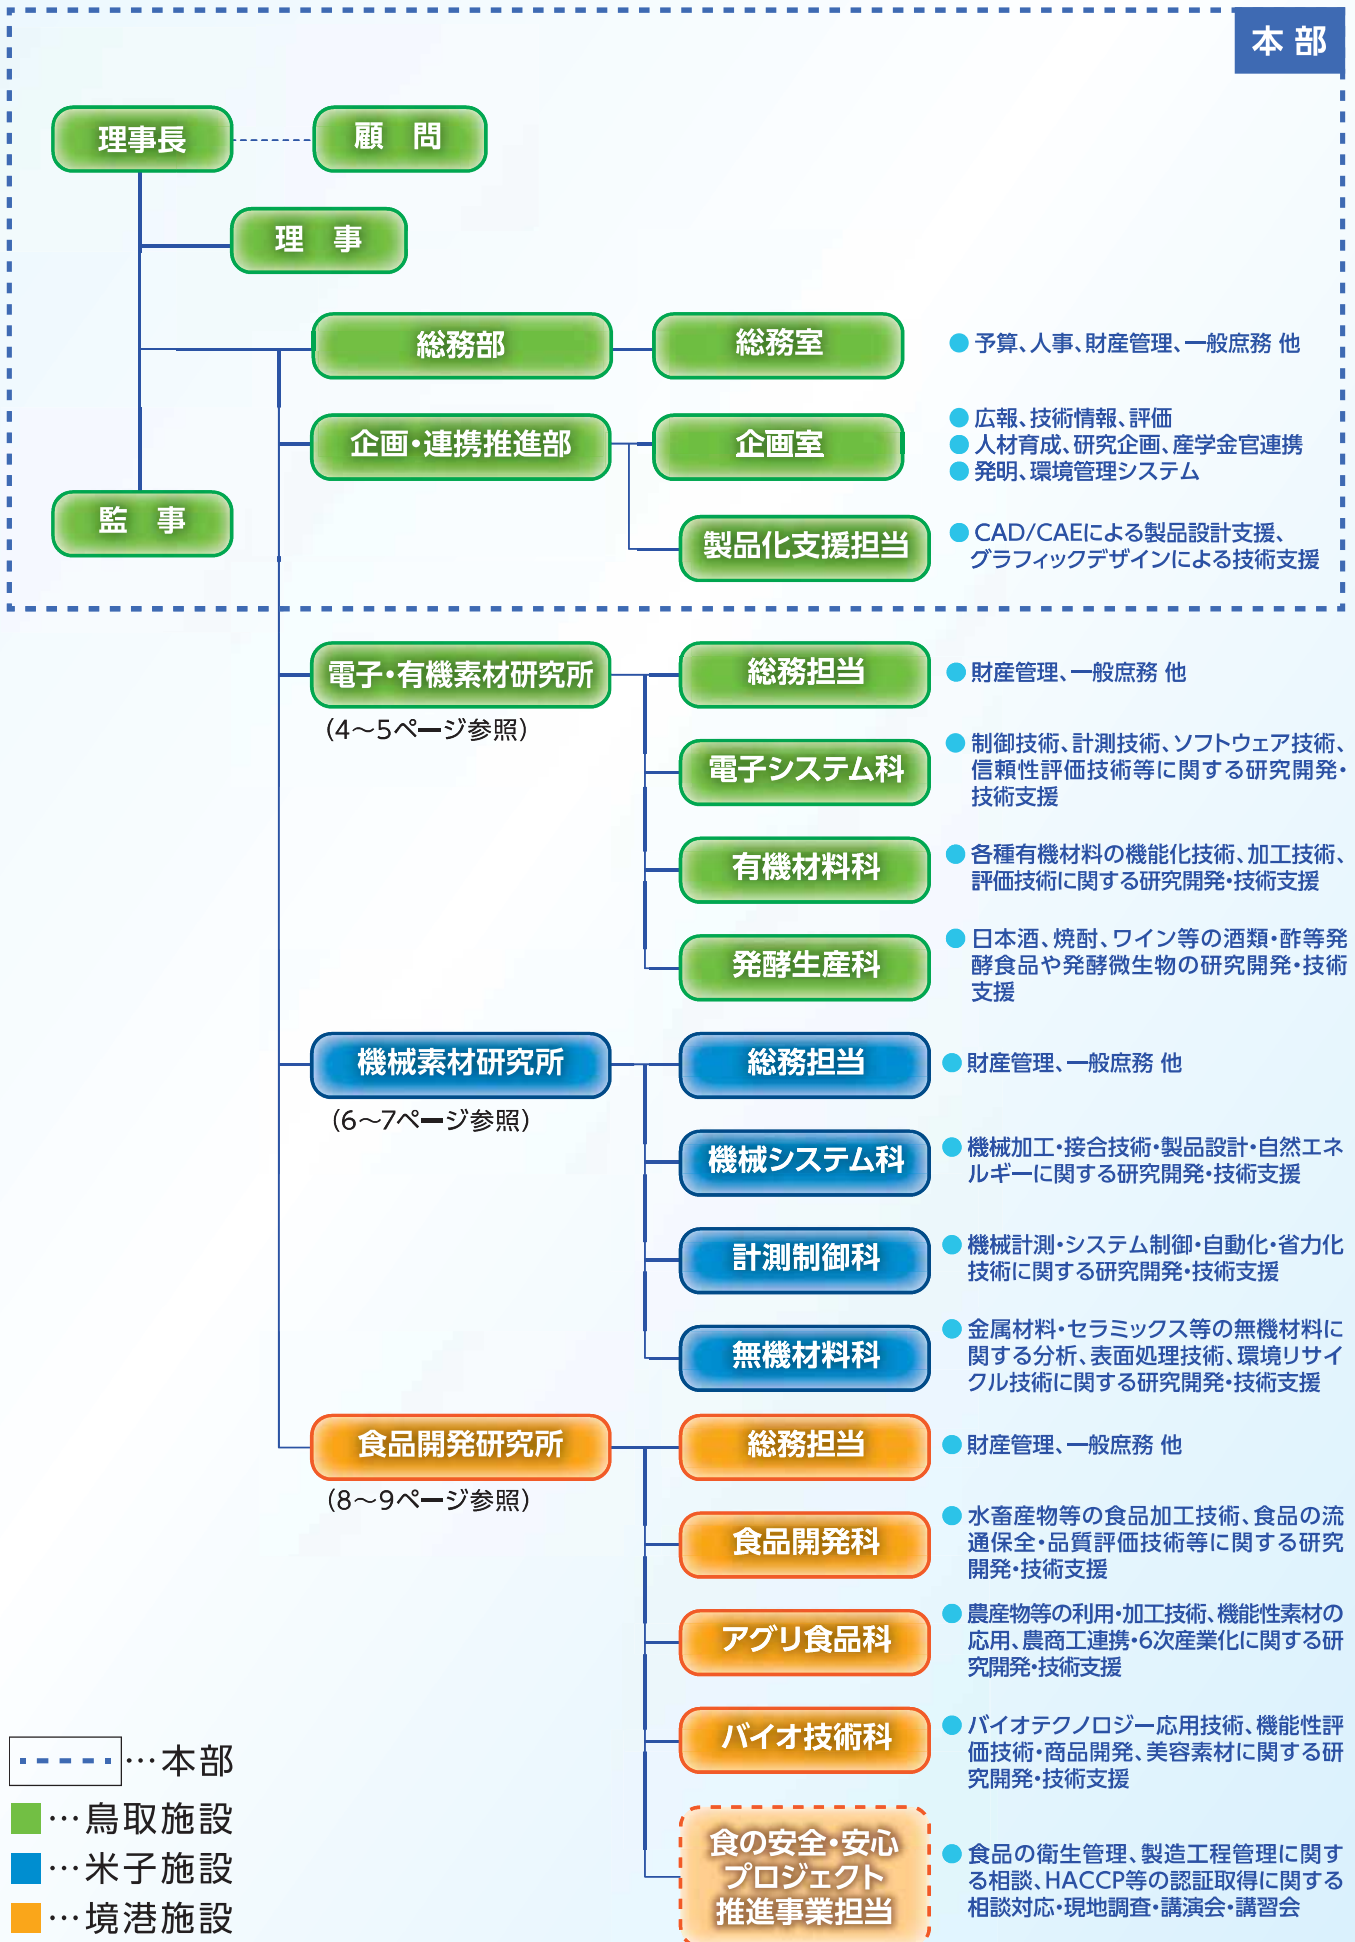 本部
理事長
顧　問
理　事
総務部
総務室
● 予算、人事、財産管理、一般庶務 他
企画・連携推進部
企画室
● 広報、技術情報、評価
● 人材育成、研究企画、産学金官連携
● 発明、環境管理システム
監　事
製品化支援担当
● CAD/CAEによる製品設計支援、
グラフィックデザインによる技術支援
電子・有機素材研究所
（4～5ページ参照）
総務担当
● 財産管理、一般庶務 他
電子システム科
● 制御技術、計測技術、ソフトウェア技術、
信頼性評価技術等に関する研究開発・
技術支援
有機材料科
● 各種有機材料の機能化技術、加工技術、
評価技術に関する研究開発・技術支援
発酵生産科
● 日本酒、焼酎、ワイン等の酒類・酢等発
酵食品や発酵微生物の研究開発・技術
支援
機械素材研究所
（6～7ページ参照）
総務担当
● 財産管理、一般庶務 他
機械システム科
● 機械加工・接合技術・製品設計・自然エネ
ルギーに関する研究開発・技術支援
計測制御科
● 機械計測・システム制御・自動化・省力化
技術に関する研究開発・技術支援
無機材料科
● 金属材料・セラミックス等の無機材料に
関する分析、表面処理技術、環境リサイ
クル技術に関する研究開発・技術支援
食品開発研究所
（8～9ページ参照）
総務担当
● 財産管理、一般庶務 他
食品開発科
● 水畜産物等の食品加工技術、食品の流
通保全・品質評価技術等に関する研究
開発・技術支援
アグリ食品科
● 農産物等の利用・加工技術、機能性素材の
応用、農商工連携・6次産業化に関する研
究開発・技術支援
バイオ技術科
● バイオテクノロジー応用技術、機能性評
価技術・商品開発、美容素材に関する研
究開発・技術支援
食の安全・安心
プロジェクト
推進事業担当
● 食品の衛生管理、製造工程管理に関す
る相談、HACCP等の認証取得に関する
相談対応・現地調査・講演会・講習会
…本部
…鳥取施設
…米子施設
…境港施設